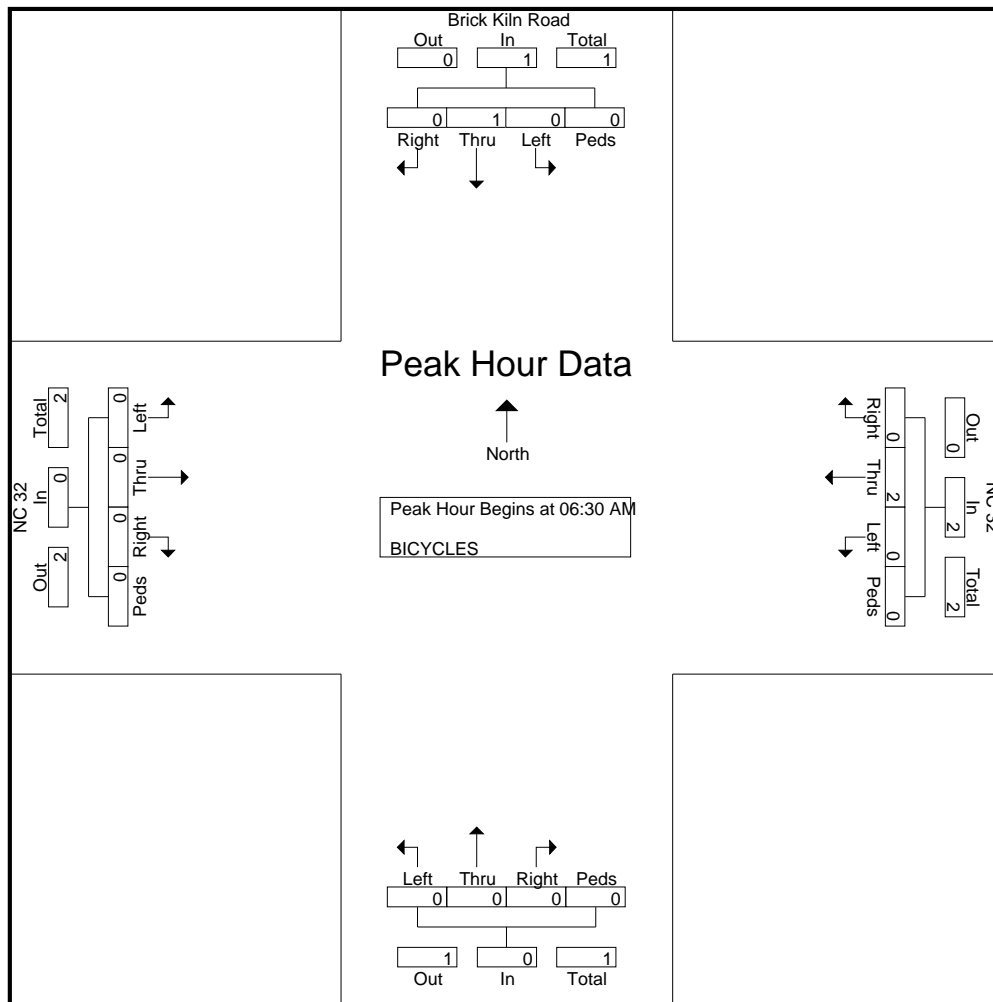 Brick Kiln Road
Out In Total
0 1 1
0 1 0 0
Right Thru Left Peds
Peak Hour Data
North
Peak Hour Begins at 06:30 AM
BICYCLES
NC 32
Total In Out
2 0 2
0 0 0 0
Left Thru Right Peds
NC 32
Out In Total
0 2 2
0 2 0 0
Right Thru Left Peds
Left Thru Right Peds
0 0 0 0
1 0 1
Out In Total